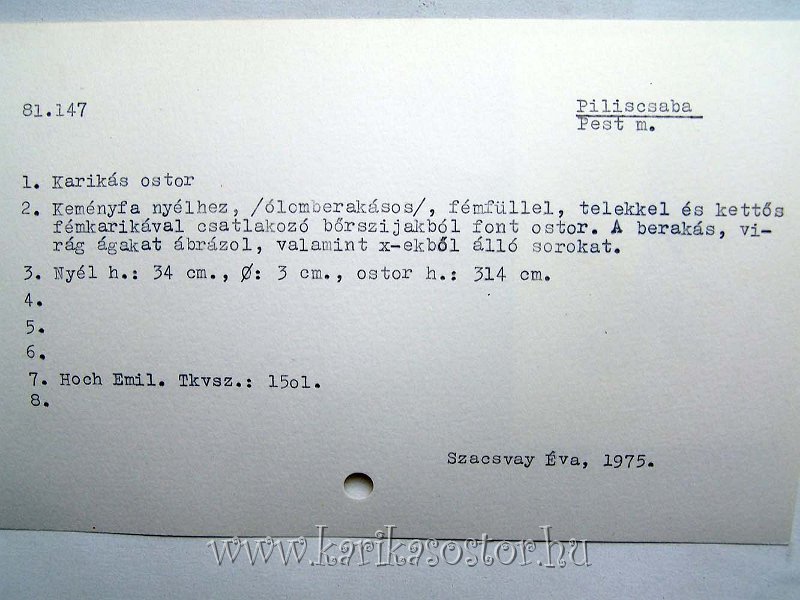 81.147
Piliscsaba
Pest m.
1. Karikás ostor
2. Keményfa nyélhez, /ólomberakásos/, fémfüllel, telekkel és kettős
fémkarikával csatlakozó bőrszijakból font ostor. A berakás, vi-
rág ágakat ábrázol, valamint x-ekből álló sorokat.
3. Nyél h.: 34 cm., Ø: 3 cm., ostor h.: 314 cm.
4.
5.
6.
7. Hoch Emil. Tkvsz.: 15o1.
8.
Szacsvay Éva, 1975.
www.karikasostor.hu